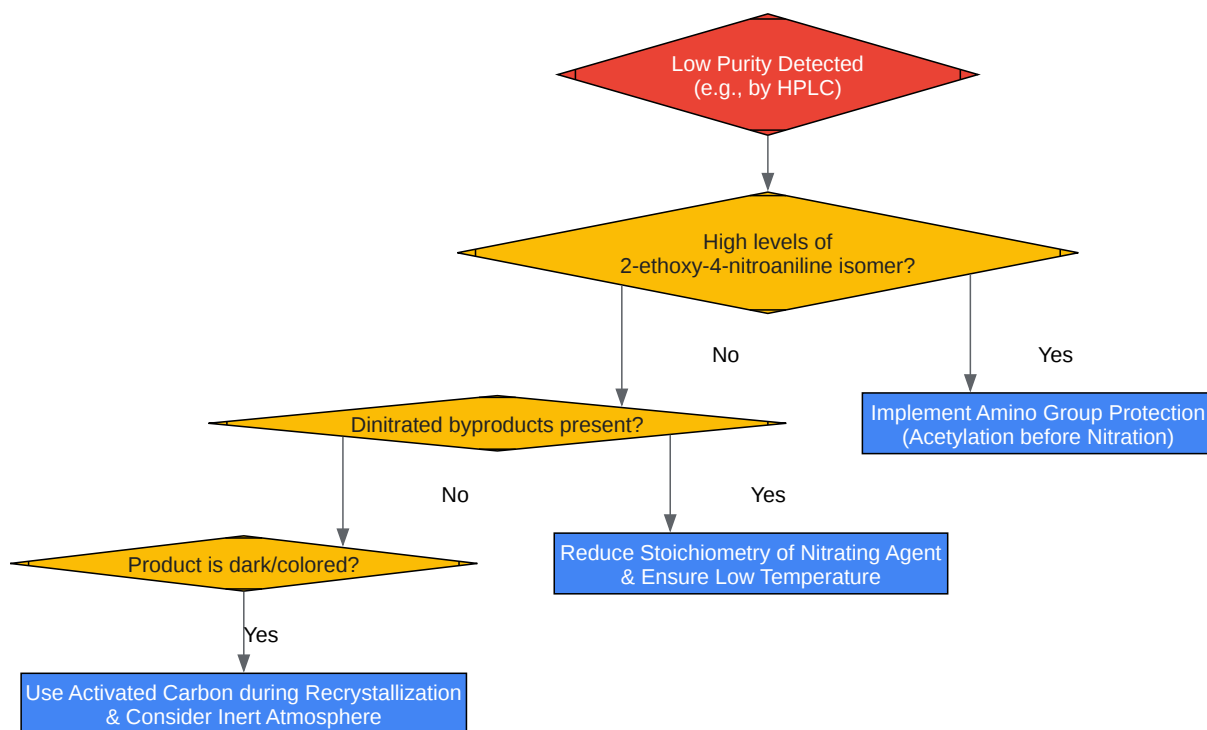 Low Purity Detected
(e.g., by HPLC)
High levels of
2-ethoxy-4-nitroaniline isomer?
No
Yes
Dinitrated byproducts present?
Implement Amino Group Protection
(Acetylation before Nitration)
No
Yes
Product is dark/colored?
Reduce Stoichiometry of Nitrating Agent
& Ensure Low Temperature
Yes
Use Activated Carbon during Recrystallization
& Consider Inert Atmosphere